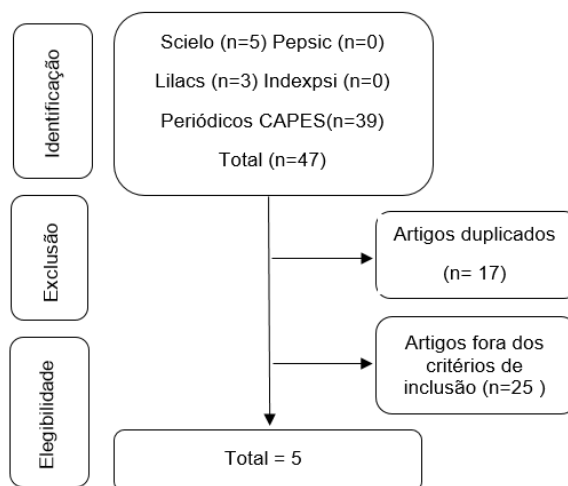 Identificação
Scielo (n=5) Pepsic (n=0)
Lilacs (n=3) Indexpsi (n=0)
Periódicos CAPES(n=39)
Total (n=47)
Exclusão
Artigos duplicados
(n= 17)
Elegibilidade
Artigos fora dos
critérios de
inclusão (n=25 )
Total = 5